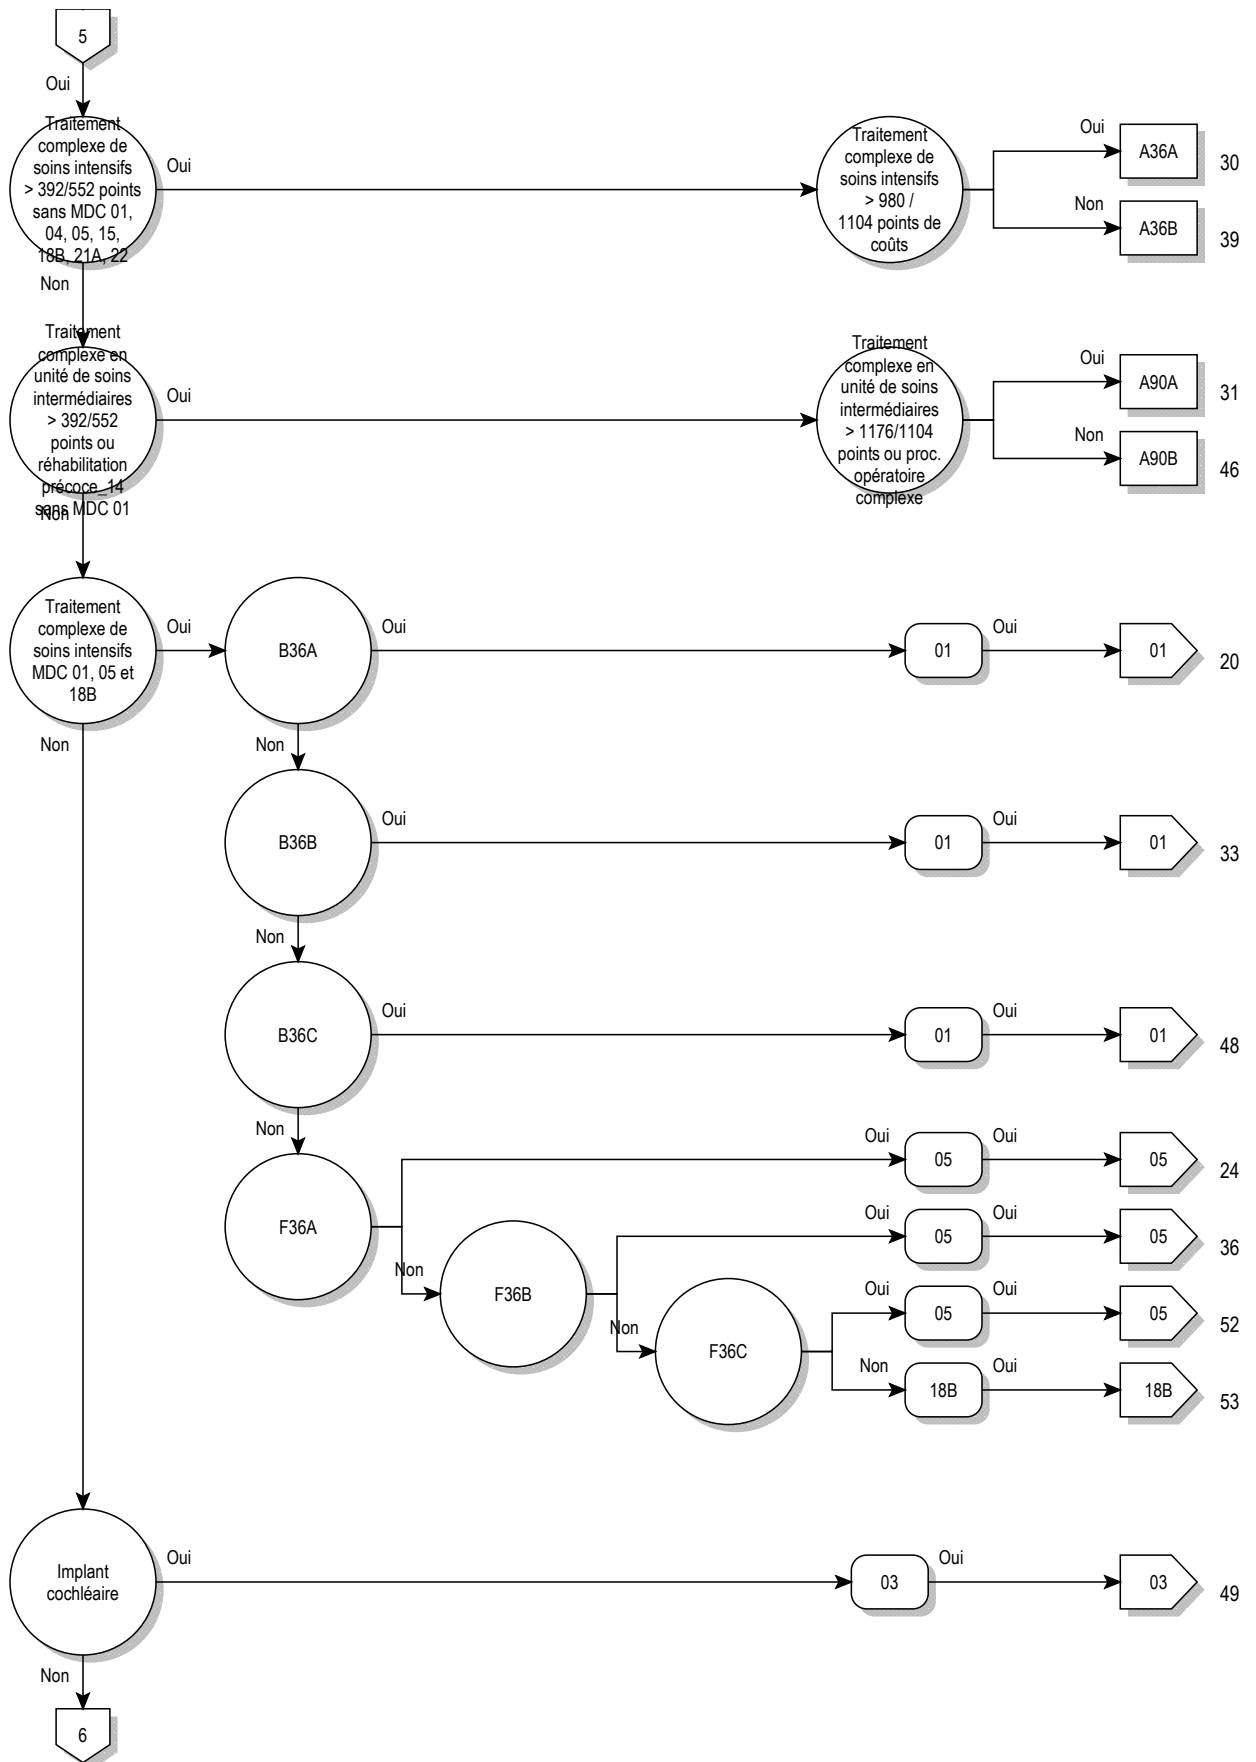 5
Oui
Traitement
complexe de
soins intensifs
> 392/552 points
sans MDC 01,
04, 05, 15,
18B, 21A, 22
Oui
Traitement
complexe de
soins intensifs
> 980 /
1104 points de
coûts
Oui
A36A
30
Non
A36B
39
Non
Traitement
complexe en
unité de soins
intermédiaires
> 392/552
points ou
réhabilitation
précoce_14
sans MDC 01
Oui
Traitement
complexe en
unité de soins
intermédiaires
> 1176/1104
points ou proc.
opératoire
complexe
Oui
A90A
31
Non
A90B
46
Non
Traitement
complexe de
soins intensifs
MDC 01, 05 et
18B
Oui
B36A
Oui
01
Oui
01
20
Non
Non
B36B
Oui
01
Oui
01
33
Non
B36C
Oui
01
Oui
01
48
Non
F36A
Oui
05
Oui
05
24
Non
F36B
Oui
05
Oui
05
36
Non
F36C
Oui
05
Oui
05
52
Non
18B
Oui
18B
53
Implant
cochléaire
Oui
03
Oui
03
49
Non
6